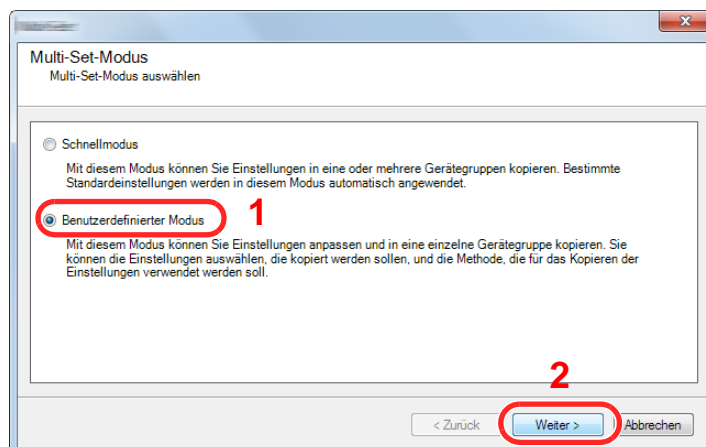 Multi-Set-Modus
Multi-Set-Modus auswählen
Schnellmodus
Mit diesem Modus können Sie Einstellungen in eine oder mehrere Gerätegruppen kopieren. Bestimmte
Standardeinstellungen werden in diesem Modus automatisch angewendet.
Benutzerdefinierter Modus 1
Mit diesem Modus können Sie Einstellungen anpassen und in eine einzelne Gerätegruppe kopieren. Sie
können die Einstellungen auswählen, die kopiert werden sollen, und die Methode, die für das Kopieren der
Einstellungen verwendet werden soll.
2
< Zurück Weiter > Abbrechen